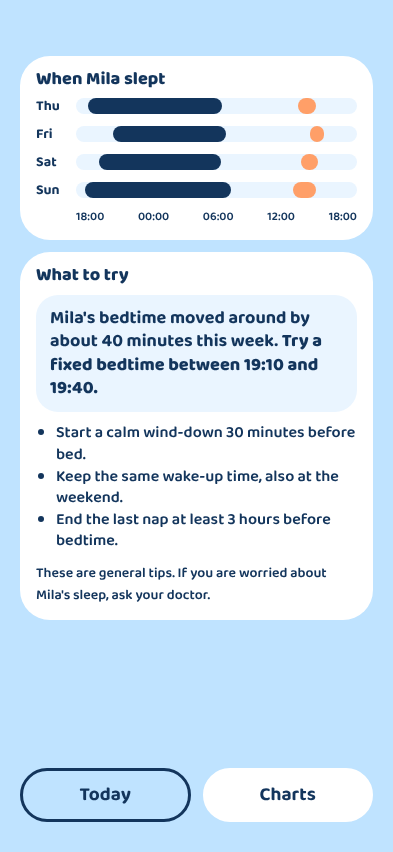 When Mila slept
Thu
Fri
Sat
Sun
18:00 00:00 06:00 12:00 18:00
What to try
Mila's bedtime moved around by
about 40 minutes this week. Try a
fixed bedtime between 19:10 and
19:40.
• Start a calm wind-down 30 minutes before
bed.
• Keep the same wake-up time, also at the
weekend.
• End the last nap at least 3 hours before
bedtime.
These are general tips. If you are worried about
Mila's sleep, ask your doctor.
Today
Charts